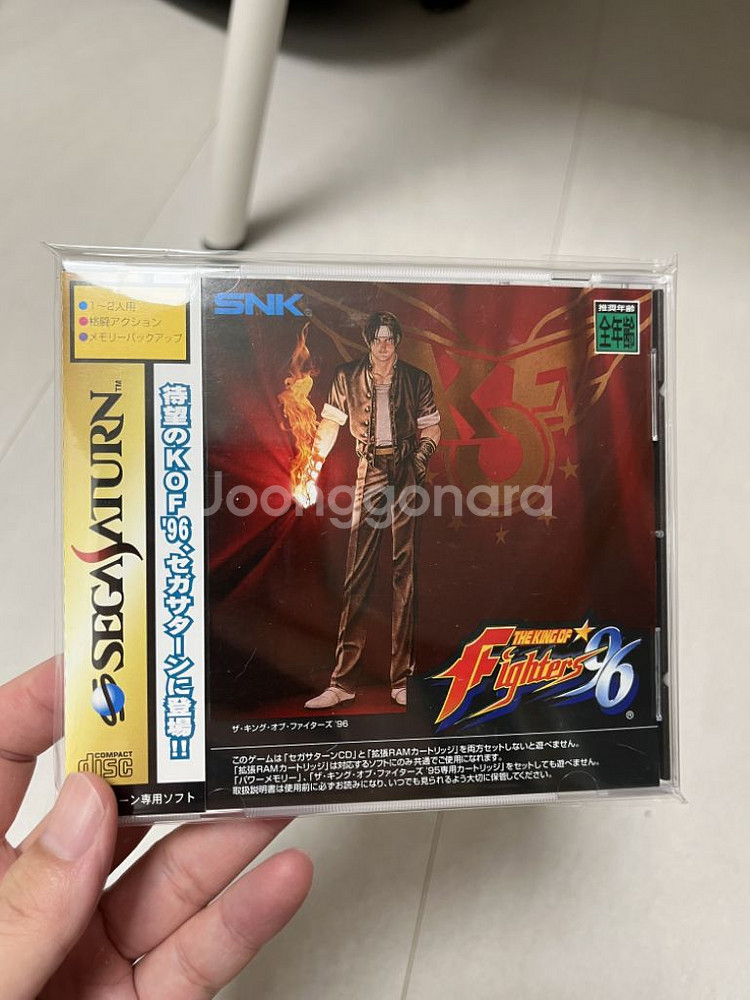 1～2人用
格闘アクション
メモリーバックアップ
SEGA SATURN™
待望のKOF'96、セガサターンに登場!!
COMPACT
disc
ーン専用ソフト
SNK®
推奨年齢
全年齢
KOF
Joonggonara
THE KING OF
Fighters '96®
ザ・キング・オブ・ファイターズ '96
このゲームは「セガサターンCD」と「拡張RAMカートリッジ」を両方セットしないと遊べません。
「拡張RAMカートリッジ」は対応するソフトにのみ共通でご使用になれます。
「パワーメモリー」、「ザ・キング・オブ・ファイターズ '95専用カートリッジ」をセットしても遊べません。
取扱説明書は使用前に必ずお読みになり、いつでも見られるよう大切に保管してください。